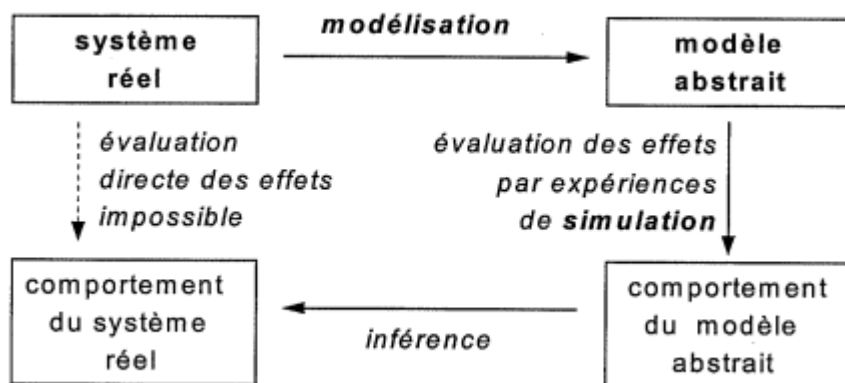 système
réel
modélisation
modèle
abstrait
évaluation
directe des effets
impossible
évaluation des effets
par expériences
de simulation
comportement
du système
réel
inférence
comportement
du modèle
abstrait